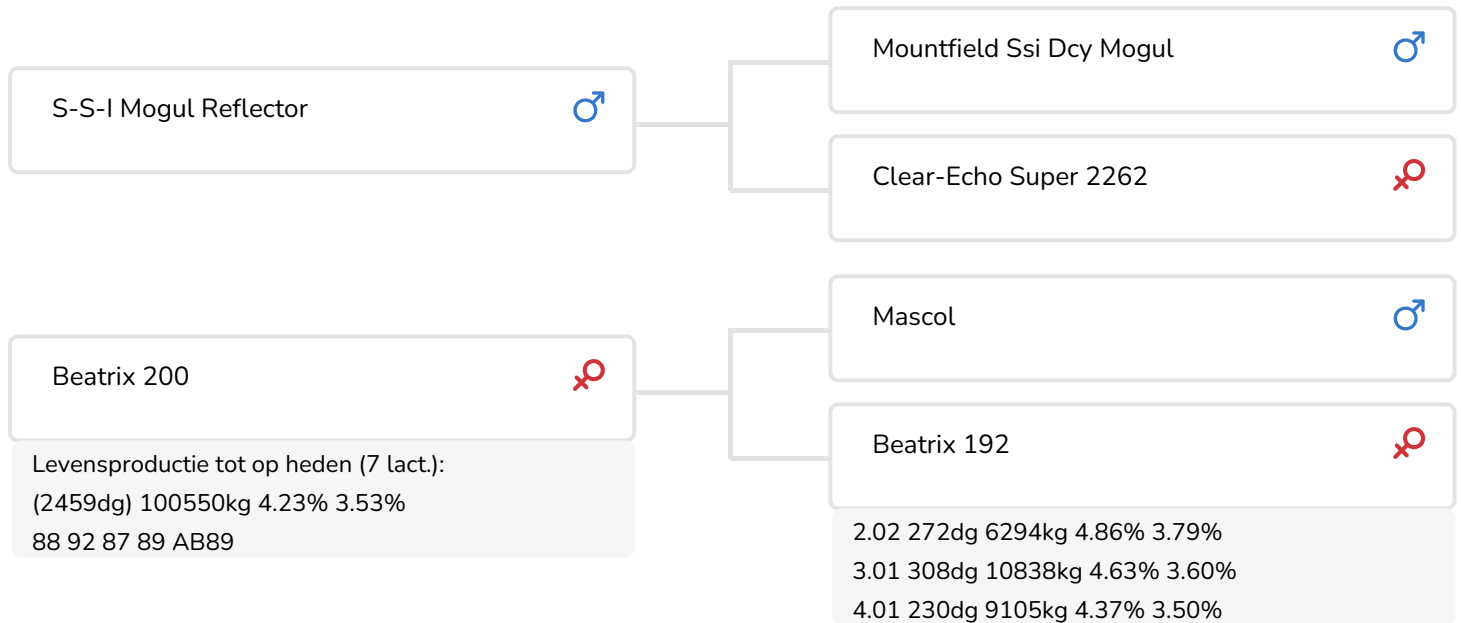 Mountfield Ssi Dcy Mogul
S-S-I Mogul Reflector
Clear-Echo Super 2262
Mascol
Beatrix 200
Beatrix 192
Levensproductie tot op heden (7 lact.):
(2459dg) 100550kg 4.23% 3.53%
88 92 87 89 AB89
2.02 272dg 6294kg 4.86% 3.79%
3.01 308dg 10838kg 4.63% 3.60%
4.01 230dg 9105kg 4.37% 3.50%